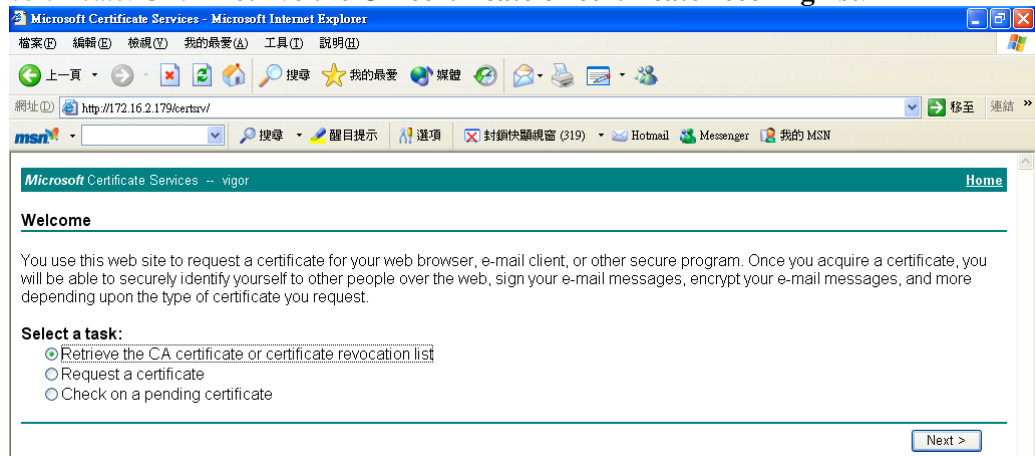 Microsoft Certificate Services - Microsoft Internet Explorer
檔案(F) 編輯(E) 檢視(V) 我的最愛(A) 工具(T) 說明(H)
上一頁 搜尋 我的最愛 媒體
網址(D) http://172.16.2.179/certsrv/ 移至 連結 »
msn 搜尋 醒目提示 選項 封鎖快顯視窗 (319) Hotmail Messenger 我的 MSN
Microsoft Certificate Services -- vigor Home
Welcome
You use this web site to request a certificate for your web browser, e-mail client, or other secure program. Once you acquire a certificate, you
will be able to securely identify yourself to other people over the web, sign your e-mail messages, encrypt your e-mail messages, and more
depending upon the type of certificate you request.
Select a task:
Retrieve the CA certificate or certificate revocation list
Request a certificate
Check on a pending certificate
Next >